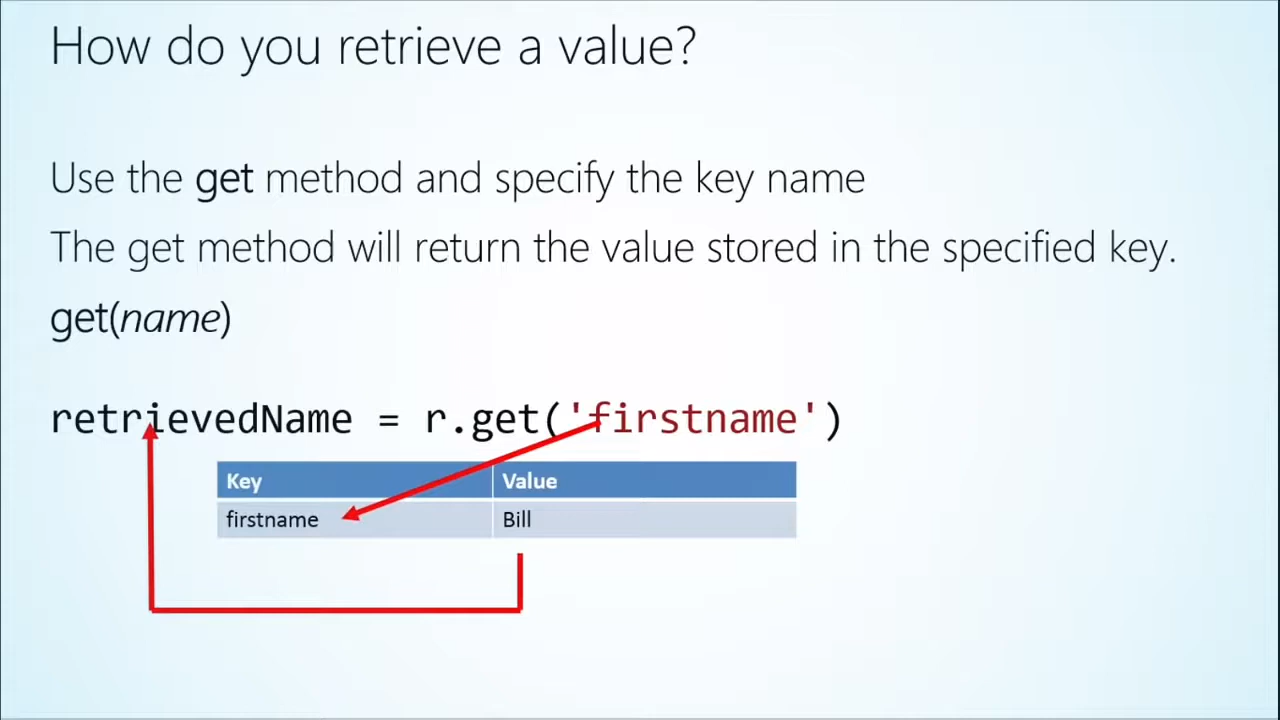 How do you retrieve a value?
Use the get method and specify the key name
The get method will return the value stored in the specified key.
get(name)
retrievedName = r.get('firstname')
Key Value
firstname Bill